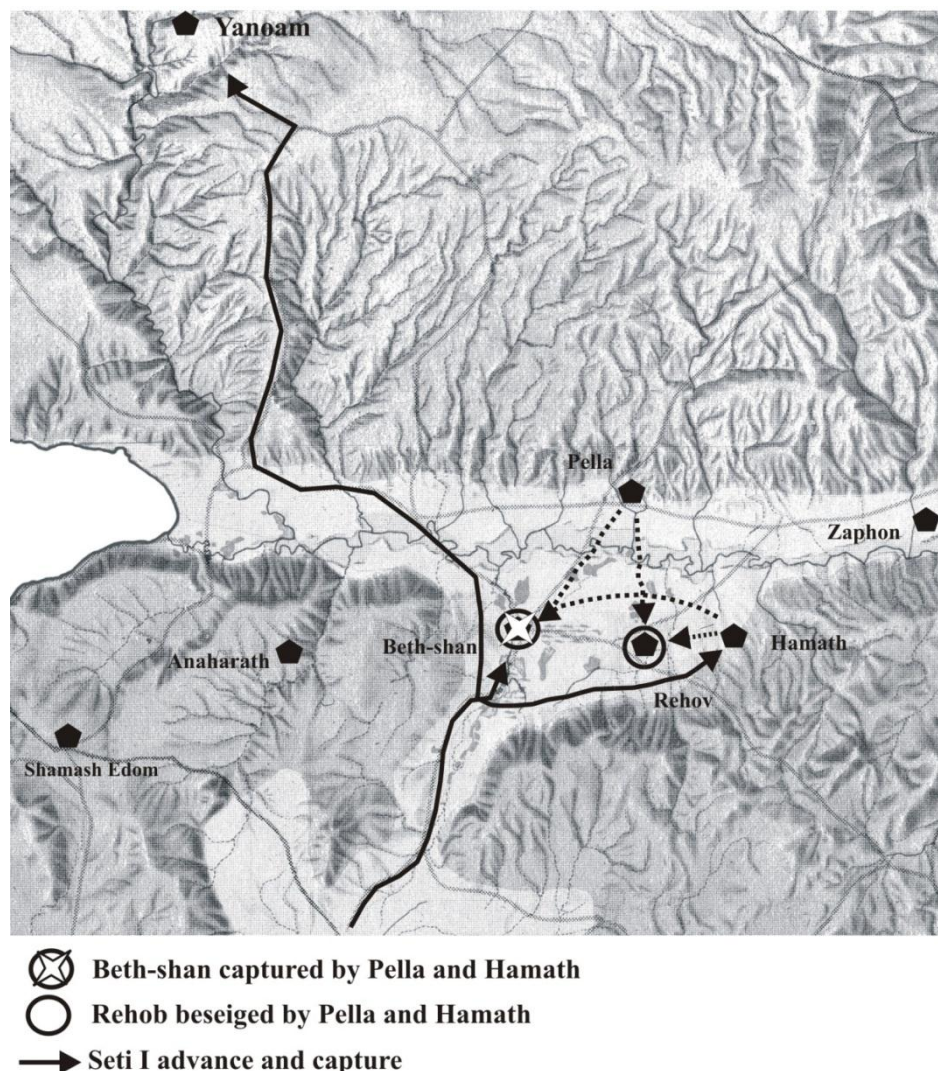 Yanoam
Pella
Zaphon
Beth-shan
Hamath
Anaharath
Rehov
Shamash Edom
Beth-shan captured by Pella and Hamath
Rehob beseiged by Pella and Hamath
Seti I advance and capture